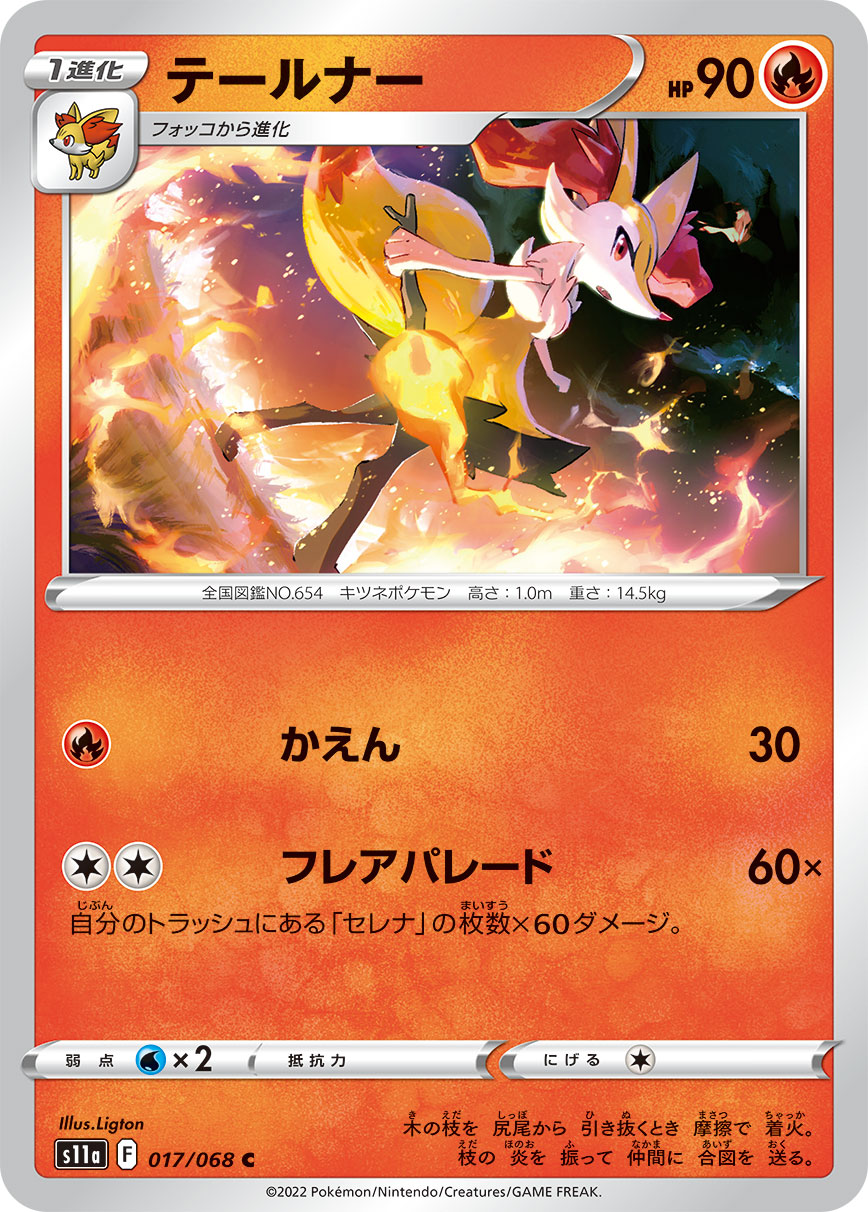 1進化
テールナー
HP90
フォッコから進化
全国図鑑NO.654 キツネポケモン 高さ：1.0m 重さ：14.5kg
かえん 30
フレアパレード 60×
自分のトラッシュにある「セレナ」の枚数×60ダメージ。
弱点 ×2 抵抗力 にげる
Illus.Ligton
木の枝を 尻尾から 引き抜くとき 摩擦で 着火。
枝の 炎を 振って 仲間に 合図を 送る。
s11a F 017/068 C
©2022 Pokémon/Nintendo/Creatures/GAME FREAK.